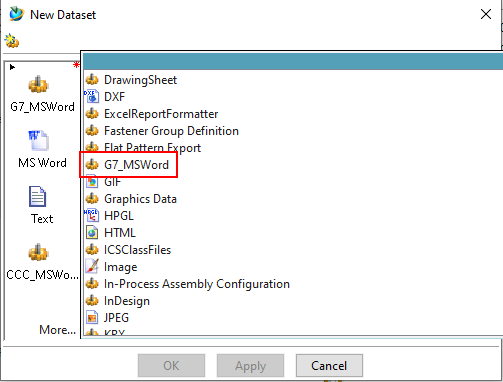 New Dataset
G7_MSWord
MS Word
Text
CCC_MSWo...
More...
DrawingSheet
DXF
ExcelReportFormatter
Fastener Group Definition
Flat Pattern Export
G7_MSWord
GIF
Graphics Data
HPGL
HTML
ICSClassFiles
Image
In-Process Assembly Configuration
InDesign
JPEG
KBX
OK Apply Cancel